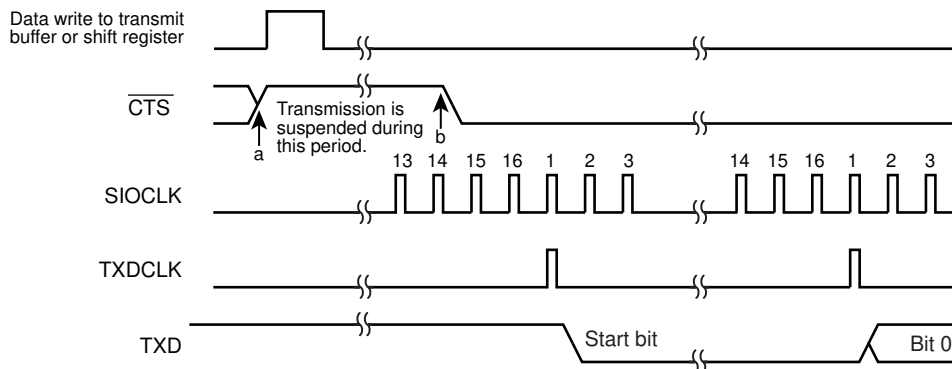 Data write to transmit
buffer or shift register
CTS
Transmission is
suspended during
this period.
a
b
13 14 15 16 1 2 3 14 15 16 1 2 3
SIOCLK
TXDCLK
TXD
Start bit
Bit 0